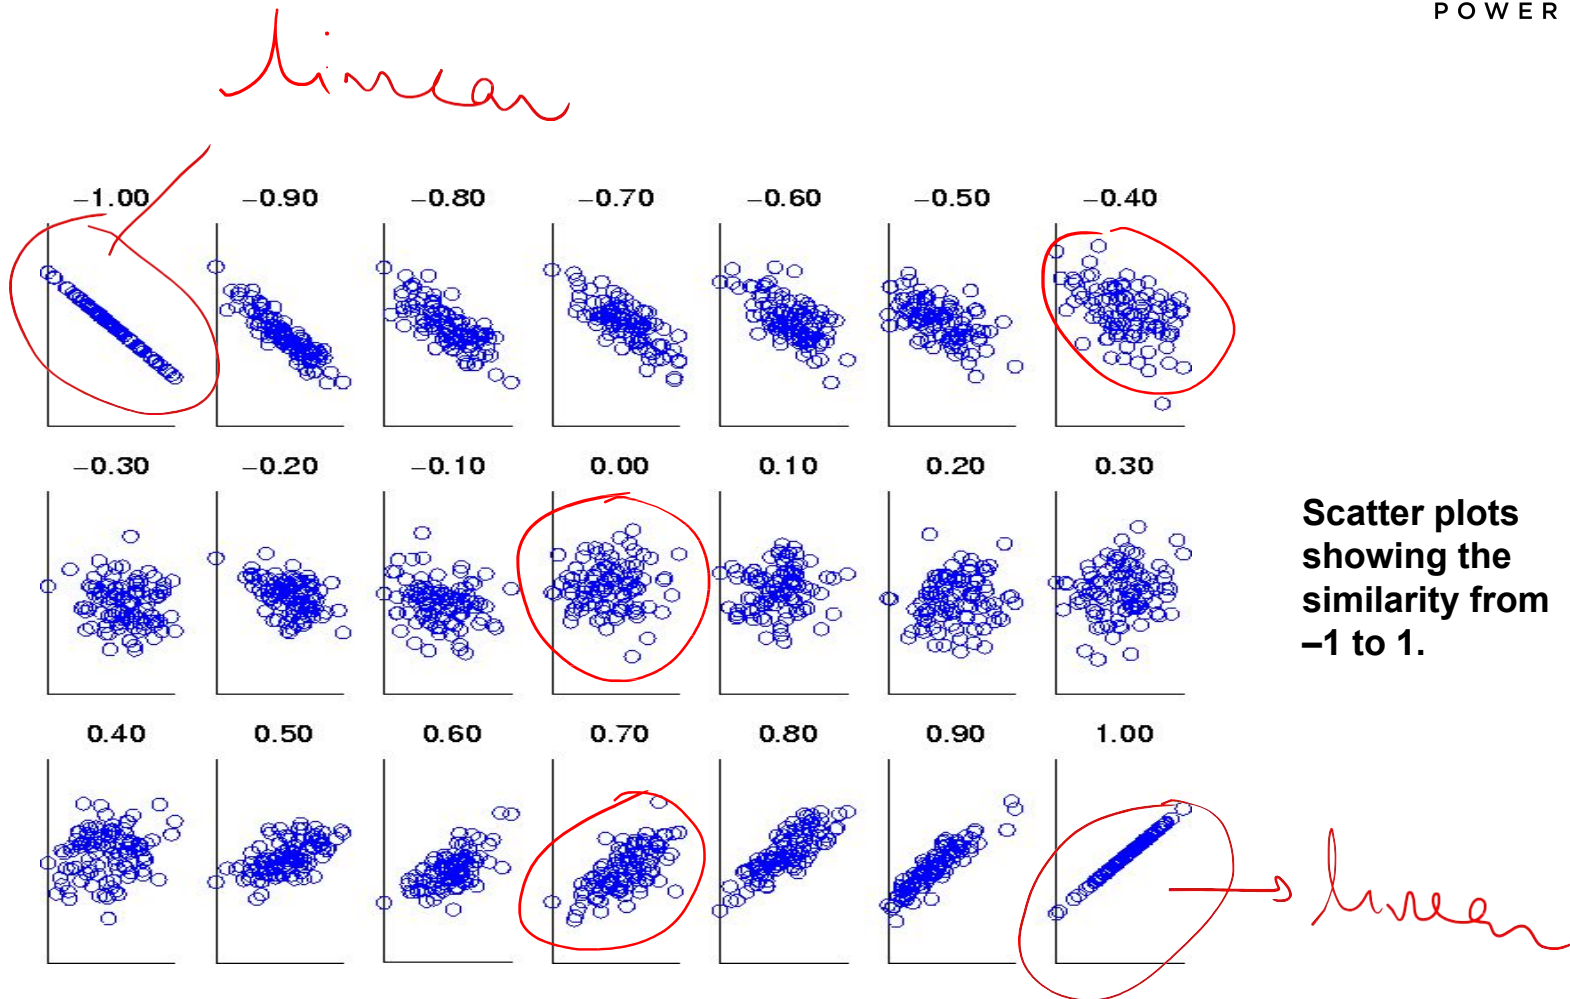 POWER
linear
−1.00 −0.90 −0.80 −0.70 −0.60 −0.50 −0.40
−0.30 −0.20 −0.10 0.00 0.10 0.20 0.30
Scatter plots
showing the
similarity from
–1 to 1.
0.40 0.50 0.60 0.70 0.80 0.90 1.00
linear